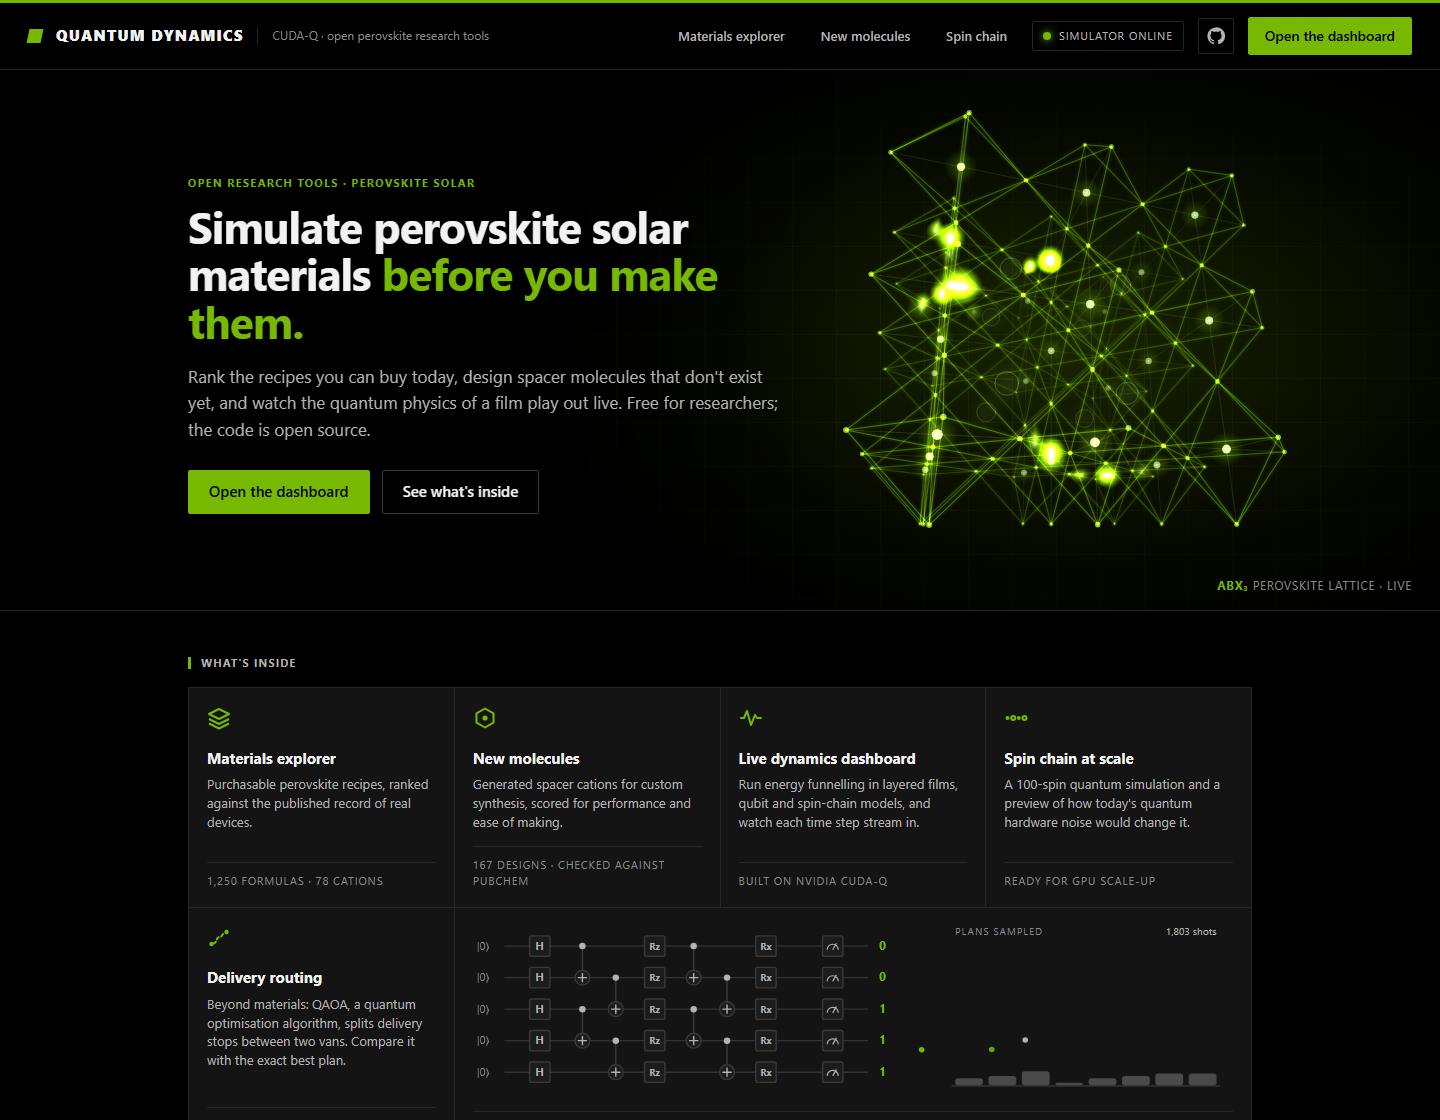 QUANTUM DYNAMICS
CUDA-Q · open perovskite research tools
Materials explorer
New molecules
Spin chain
SIMULATOR ONLINE
Open the dashboard
OPEN RESEARCH TOOLS · PEROVSKITE SOLAR
Simulate perovskite solar
materials before you make
them.
Rank the recipes you can buy today, design spacer molecules that don't exist
yet, and watch the quantum physics of a film play out live. Free for researchers;
the code is open source.
Open the dashboard
See what's inside
ABX₃ PEROVSKITE LATTICE · LIVE
WHAT'S INSIDE
Materials explorer
Purchasable perovskite recipes, ranked
against the published record of real
devices.
1,250 FORMULAS · 78 CATIONS
New molecules
Generated spacer cations for custom
synthesis, scored for performance and
ease of making.
167 DESIGNS · CHECKED AGAINST
PUBCHEM
Live dynamics dashboard
Run energy funnelling in layered films,
qubit and spin-chain models, and
watch each time step stream in.
BUILT ON NVIDIA CUDA-Q
Spin chain at scale
A 100-spin quantum simulation and a
preview of how today's quantum
hardware noise would change it.
READY FOR GPU SCALE-UP
Delivery routing
Beyond materials: QAOA, a quantum
optimisation algorithm, splits delivery
stops between two vans. Compare it
with the exact best plan.
|0⟩ H Rz Rx 0
|0⟩ H Rz Rx 0
|0⟩ H Rz Rx 1
|0⟩ H Rz Rx 1
|0⟩ H Rz Rx 1
PLANS SAMPLED
1,803 shots